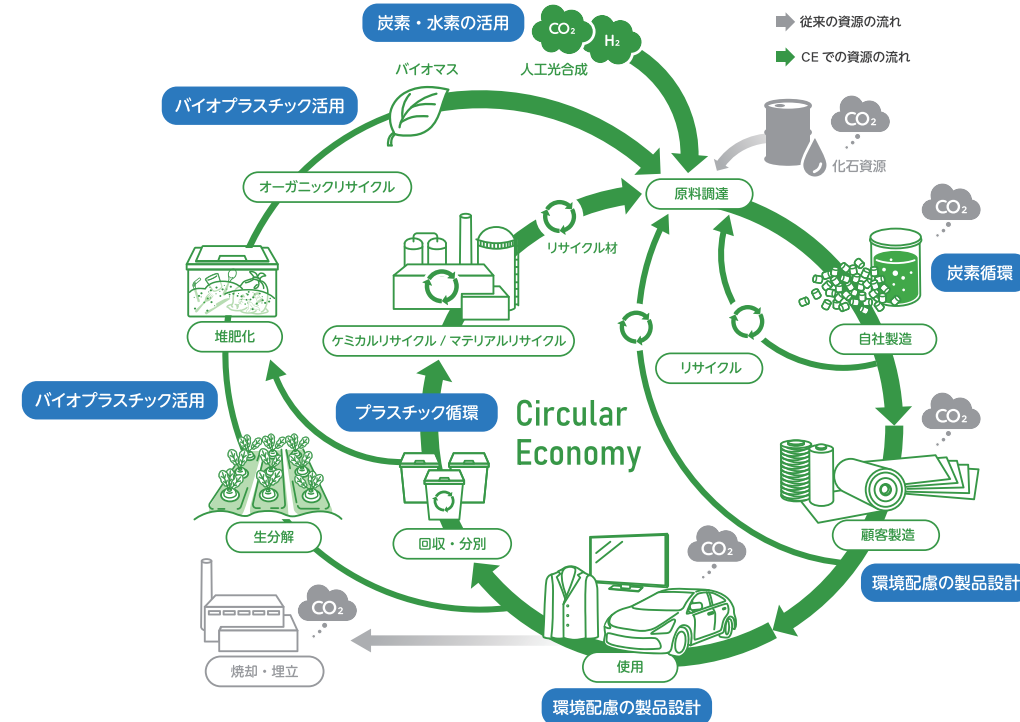 炭素・水素の活用
CO2
H2
人工光合成
従来の資源の流れ
CEでの資源の流れ
バイオマス
バイオプラスチック活用
CO2
化石資源
オーガニックリサイクル
原料調達
CO2
リサイクル材
炭素循環
堆肥化
ケミカルリサイクル / マテリアルリサイクル
自社製造
リサイクル
バイオプラスチック活用
プラスチック循環
Circular
Economy
CO2
生分解
回収・分別
顧客製造
CO2
環境配慮の製品設計
CO2
焼却・埋立
使用
環境配慮の製品設計